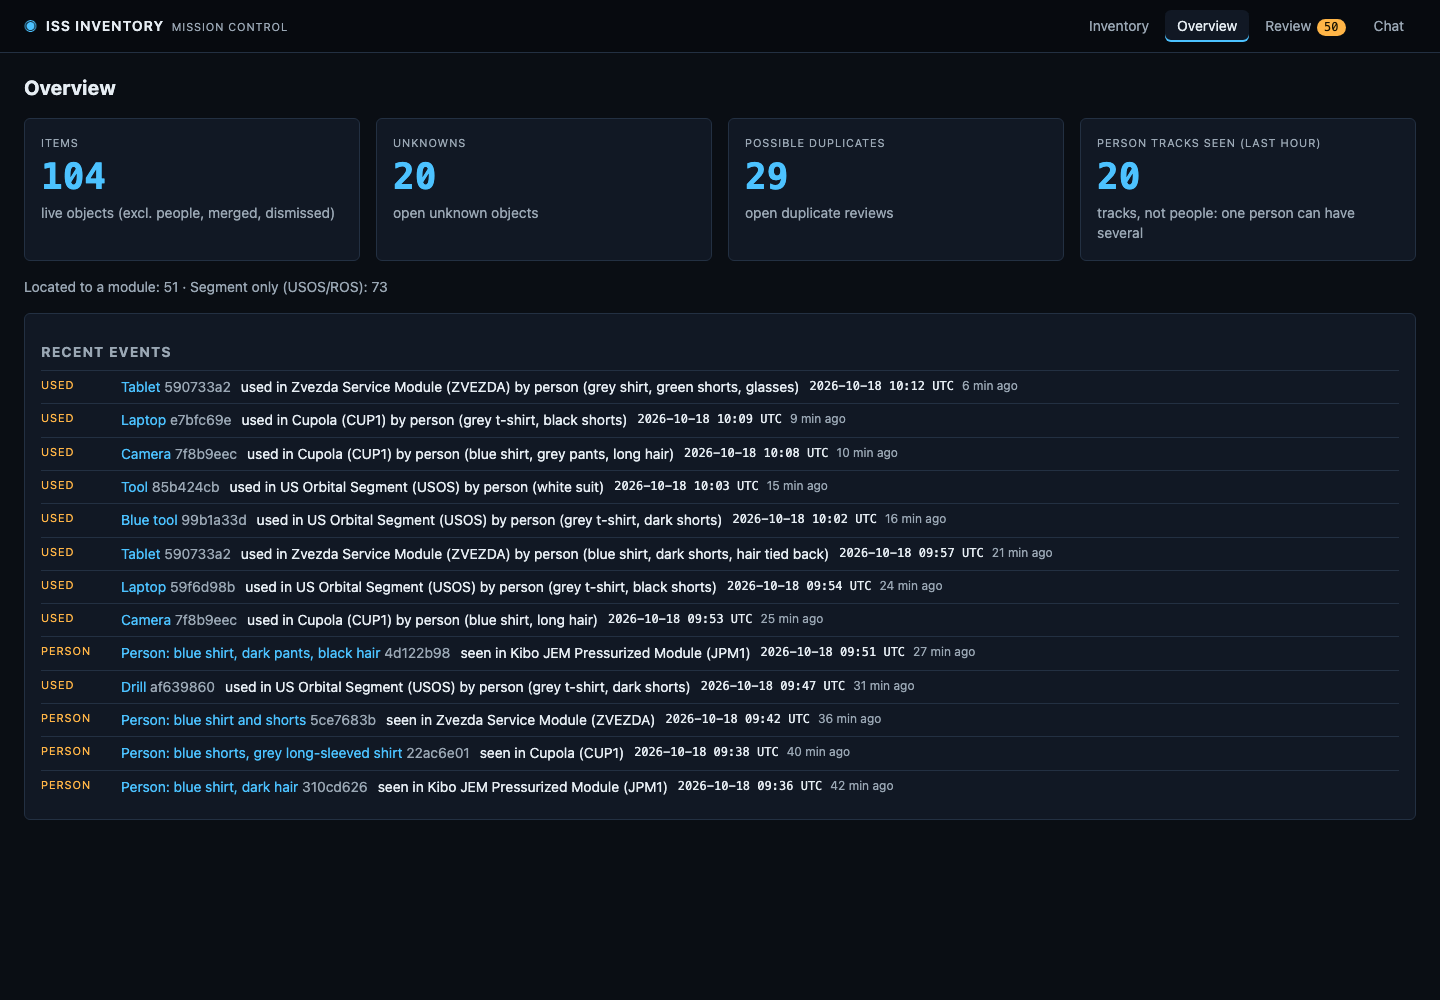 ISS INVENTORY MISSION CONTROL
Inventory Overview Review 50 Chat
Overview
ITEMS
104
live objects (excl. people, merged, dismissed)
UNKNOWNS
20
open unknown objects
POSSIBLE DUPLICATES
29
open duplicate reviews
PERSON TRACKS SEEN (LAST HOUR)
20
tracks, not people: one person can have
several
Located to a module: 51 · Segment only (USOS/ROS): 73
RECENT EVENTS
USED Tablet 590733a2 used in Zvezda Service Module (ZVEZDA) by person (grey shirt, green shorts, glasses) 2026-10-18 10:12 UTC 6 min ago
USED Laptop e7bfc69e used in Cupola (CUP1) by person (grey t-shirt, black shorts) 2026-10-18 10:09 UTC 9 min ago
USED Camera 7f8b9eec used in Cupola (CUP1) by person (blue shirt, grey pants, long hair) 2026-10-18 10:08 UTC 10 min ago
USED Tool 85b424cb used in US Orbital Segment (USOS) by person (white suit) 2026-10-18 10:03 UTC 15 min ago
USED Blue tool 99b1a33d used in US Orbital Segment (USOS) by person (grey t-shirt, dark shorts) 2026-10-18 10:02 UTC 16 min ago
USED Tablet 590733a2 used in Zvezda Service Module (ZVEZDA) by person (blue shirt, dark shorts, hair tied back) 2026-10-18 09:57 UTC 21 min ago
USED Laptop 59f6d98b used in US Orbital Segment (USOS) by person (grey t-shirt, black shorts) 2026-10-18 09:54 UTC 24 min ago
USED Camera 7f8b9eec used in Cupola (CUP1) by person (blue shirt, long hair) 2026-10-18 09:53 UTC 25 min ago
PERSON Person: blue shirt, dark pants, black hair 4d122b98 seen in Kibo JEM Pressurized Module (JPM1) 2026-10-18 09:51 UTC 27 min ago
USED Drill af639860 used in US Orbital Segment (USOS) by person (grey t-shirt, dark shorts) 2026-10-18 09:47 UTC 31 min ago
PERSON Person: blue shirt and shorts 5ce7683b seen in Zvezda Service Module (ZVEZDA) 2026-10-18 09:42 UTC 36 min ago
PERSON Person: blue shorts, grey long-sleeved shirt 22ac6e01 seen in Cupola (CUP1) 2026-10-18 09:38 UTC 40 min ago
PERSON Person: blue shirt, dark hair 310cd626 seen in Kibo JEM Pressurized Module (JPM1) 2026-10-18 09:36 UTC 42 min ago